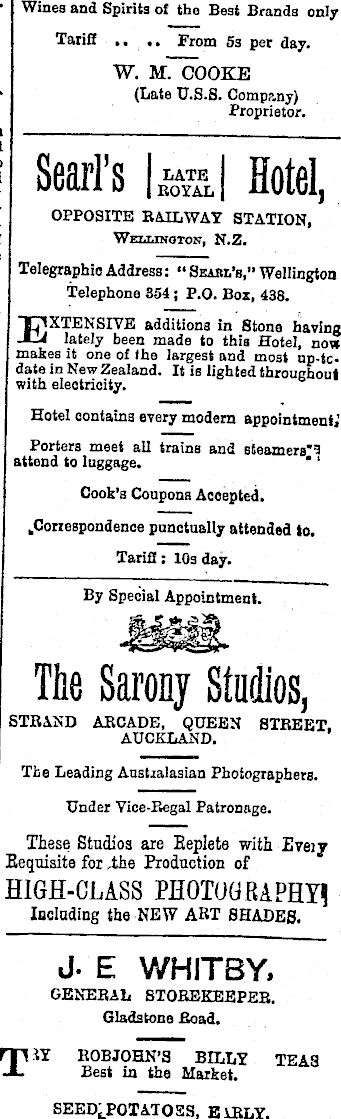 Wines and Spirits of the Best Brands only
Tariff .. .. From 5s per day.
W. M. COOKE
(Late U.S.S. Company)
Proprietor.
Searl's | LATE ROYAL | Hotel,
OPPOSITE RAILWAY STATION,
WELLINGTON, N.Z.
Telegraphic Address: "SEARL'S," Wellington
Telephone 354; P.O. Box, 438.
EXTENSIVE additions in Stone having
lately been made to this Hotel, now
makes it one of the largest and most up-to-
date in New Zealand. It is lighted throughout
with electricity.
Hotel contains every modern appointment,
Porters meet all trains and steamers
attend to luggage.
Cook's Coupons Accepted.
Correspondence punctually attended to.
Tariff: 10s day.
By Special Appointment.
The Sarony Studios,
STRAND ARCADE, QUEEN STREET,
AUCKLAND.
The Leading Australasian Photographers.
Under Vice-Regal Patronage.
These Studios are Replete with Every
Requisite for the Production of
HIGH-CLASS PHOTOGRAPHY
Including the NEW ART SHADES.
J. E WHITBY,
GENERAL STOREKEEPER.
Gladstone Road.
TRY ROBJOHN'S BILLY TEAS
Best in the Market.
SEED POTATOES, EARLY.